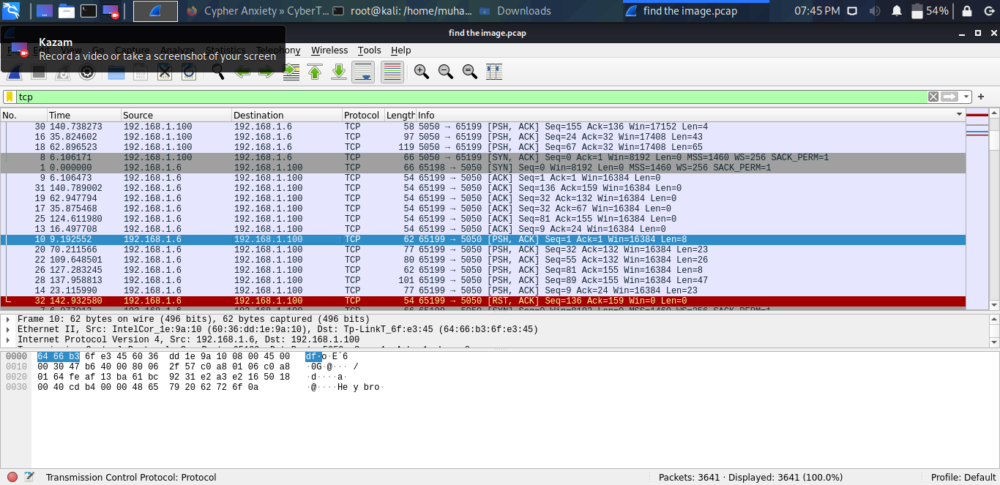 Cypher Anxiety » CyberT...
root@kali: /home/muha...
Downloads
find the image.pcap
07:45 PM
54%
find the image.pcap
Kazam
Record a video or take a screenshot of your screen
Telephony Wireless Tools Help
tcp
No. Time Source Destination Protocol Length Info
30 140.738273 192.168.1.100 192.168.1.6 TCP 58 5050 → 65199 [PSH, ACK] Seq=155 Ack=136 Win=17152 Len=4
16 35.824602 192.168.1.100 192.168.1.6 TCP 97 5050 → 65199 [PSH, ACK] Seq=24 Ack=32 Win=17408 Len=43
18 62.896523 192.168.1.100 192.168.1.6 TCP 119 5050 → 65199 [PSH, ACK] Seq=67 Ack=32 Win=17408 Len=65
8 6.106171 192.168.1.100 192.168.1.6 TCP 66 5050 → 65199 [SYN, ACK] Seq=0 Ack=1 Win=8192 Len=0 MSS=1460 WS=256 SACK_PERM=1
1 0.000000 192.168.1.6 192.168.1.100 TCP 66 65198 → 5050 [SYN] Seq=0 Win=8192 Len=0 MSS=1460 WS=256 SACK_PERM=1
9 6.106473 192.168.1.6 192.168.1.100 TCP 54 65199 → 5050 [ACK] Seq=1 Ack=1 Win=16384 Len=0
31 140.789002 192.168.1.6 192.168.1.100 TCP 54 65199 → 5050 [ACK] Seq=136 Ack=159 Win=16384 Len=0
19 62.947794 192.168.1.6 192.168.1.100 TCP 54 65199 → 5050 [ACK] Seq=32 Ack=132 Win=16384 Len=0
17 35.875468 192.168.1.6 192.168.1.100 TCP 54 65199 → 5050 [ACK] Seq=32 Ack=67 Win=16384 Len=0
25 124.611980 192.168.1.6 192.168.1.100 TCP 54 65199 → 5050 [ACK] Seq=81 Ack=155 Win=16384 Len=0
13 16.497708 192.168.1.6 192.168.1.100 TCP 54 65199 → 5050 [ACK] Seq=9 Ack=24 Win=16384 Len=0
10 9.192552 192.168.1.6 192.168.1.100 TCP 62 65199 → 5050 [PSH, ACK] Seq=1 Ack=1 Win=16384 Len=8
20 70.211566 192.168.1.6 192.168.1.100 TCP 77 65199 → 5050 [PSH, ACK] Seq=32 Ack=132 Win=16384 Len=23
22 109.648501 192.168.1.6 192.168.1.100 TCP 80 65199 → 5050 [PSH, ACK] Seq=55 Ack=132 Win=16384 Len=26
26 127.283245 192.168.1.6 192.168.1.100 TCP 62 65199 → 5050 [PSH, ACK] Seq=81 Ack=155 Win=16384 Len=8
28 137.958813 192.168.1.6 192.168.1.100 TCP 101 65199 → 5050 [PSH, ACK] Seq=89 Ack=155 Win=16384 Len=47
14 23.115990 192.168.1.6 192.168.1.100 TCP 77 65199 → 5050 [PSH, ACK] Seq=9 Ack=24 Win=16384 Len=23
32 142.932580 192.168.1.6 192.168.1.100 TCP 54 65199 → 5050 [RST, ACK] Seq=136 Ack=159 Win=0 Len=0
Frame 10: 62 bytes on wire (496 bits), 62 bytes captured (496 bits)
Ethernet II, Src: IntelCor_1e:9a:10 (60:36:dd:1e:9a:10), Dst: Tp-LinkT_6f:e3:45 (64:66:b3:6f:e3:45)
Internet Protocol Version 4, Src: 192.168.1.6, Dst: 192.168.1.100
0000 64 66 b3 6f e3 45 60 36 dd 1e 9a 10 08 00 45 00 df·o·E`6
0010 00 30 47 b6 40 00 80 06 2f 57 c0 a8 01 06 c0 a8 ·0G·@··· /
0020 01 64 fe af 13 ba 61 bc 92 31 e2 a3 e2 16 50 18 ·d····a·
0030 00 40 cd b4 00 00 48 65 79 20 62 72 6f 0a ·@····He y bro·
Transmission Control Protocol: Protocol
Packets: 3641 · Displayed: 3641 (100.0%)
Profile: Default